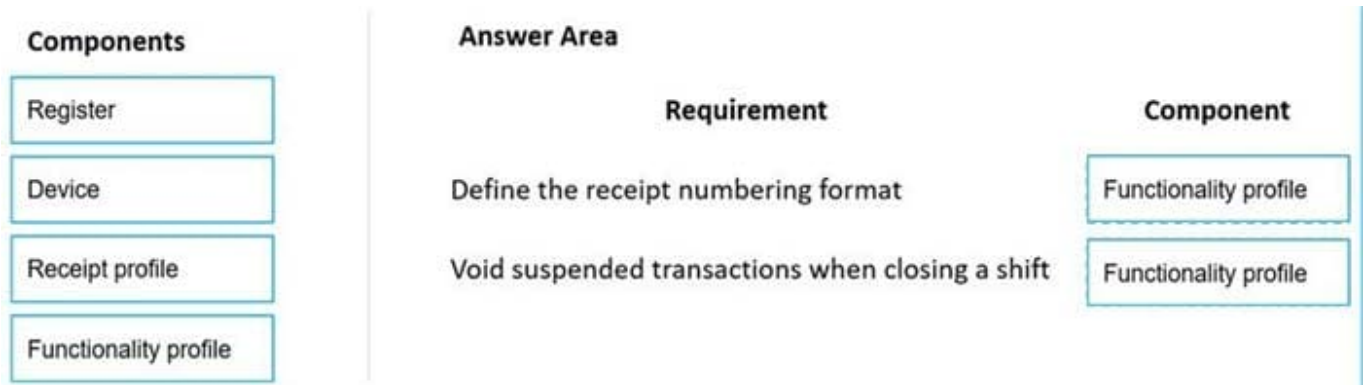 Components
Register
Device
Receipt profile
Functionality profile
Answer Area
Requirement Component
Define the receipt numbering format Functionality profile
Void suspended transactions when closing a shift Functionality profile